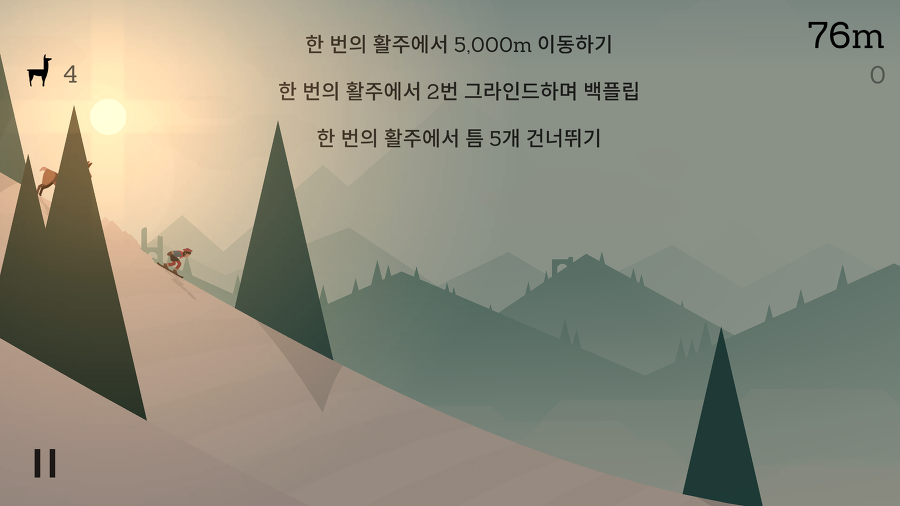 한 번의 활주에서 5,000m 이동하기
76m
4
0
한 번의 활주에서 2번 그라인드하며 백플립
한 번의 활주에서 틈 5개 건너뛰기